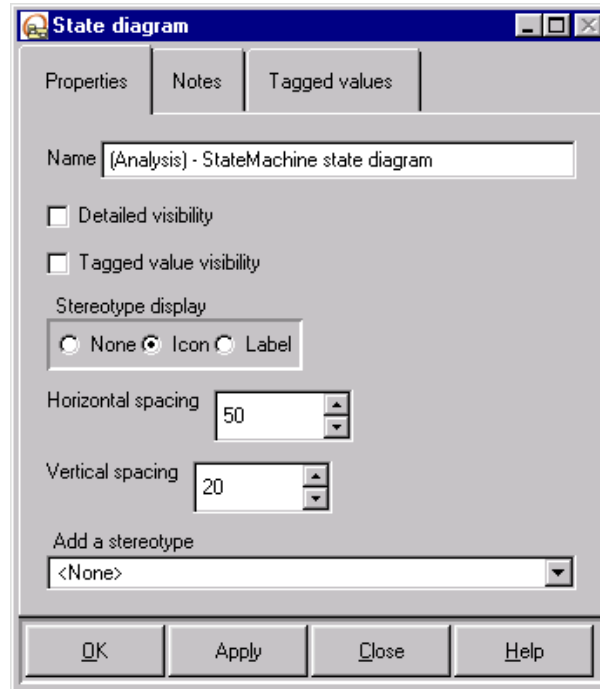 State diagram
Properties Notes Tagged values
Name (Analysis) - StateMachine state diagram
Detailed visibility
Tagged value visibility
Stereotype display
None Icon Label
Horizontal spacing 50
Vertical spacing 20
Add a stereotype
<None>
OK Apply Close Help